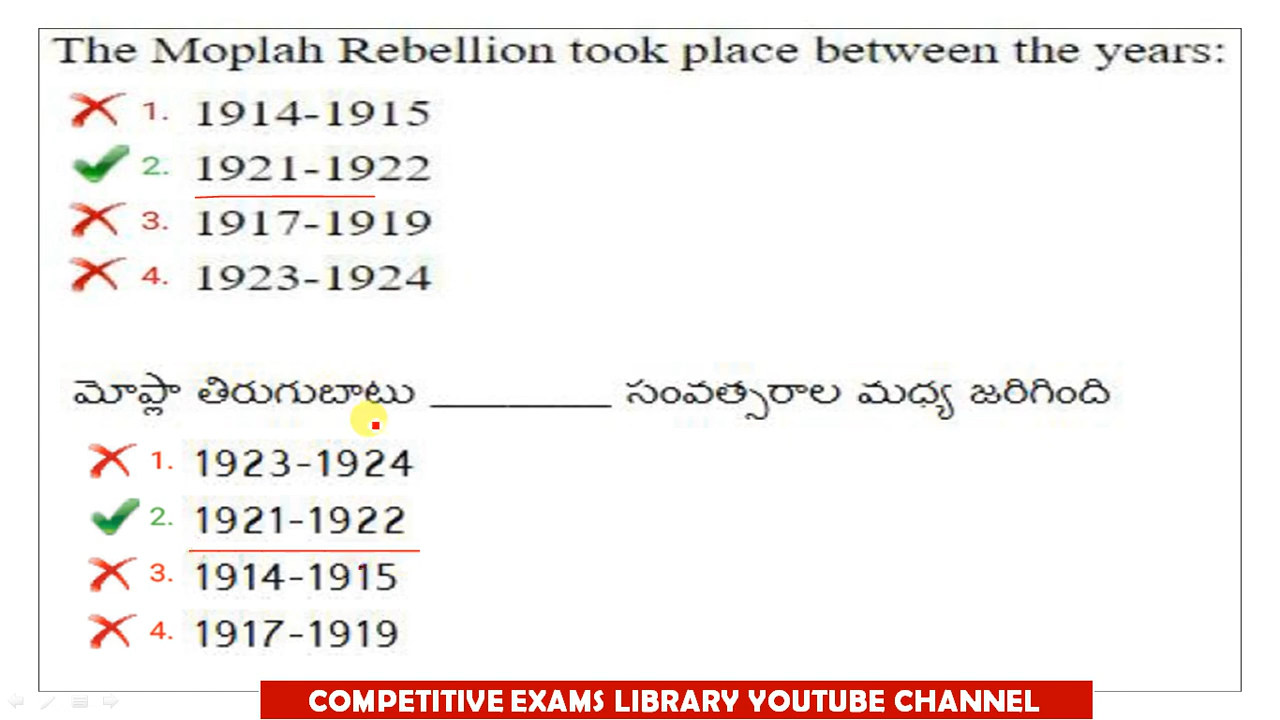 The Moplah Rebellion took place between the years:
1. 1914-1915
2. 1921-1922
3. 1917-1919
4. 1923-1924
మోప్లా తిరుగుబాటు __________ సంవత్సరాల మధ్య జరిగింది
1. 1923-1924
2. 1921-1922
3. 1914-1915
4. 1917-1919
COMPETITIVE EXAMS LIBRARY YOUTUBE CHANNEL